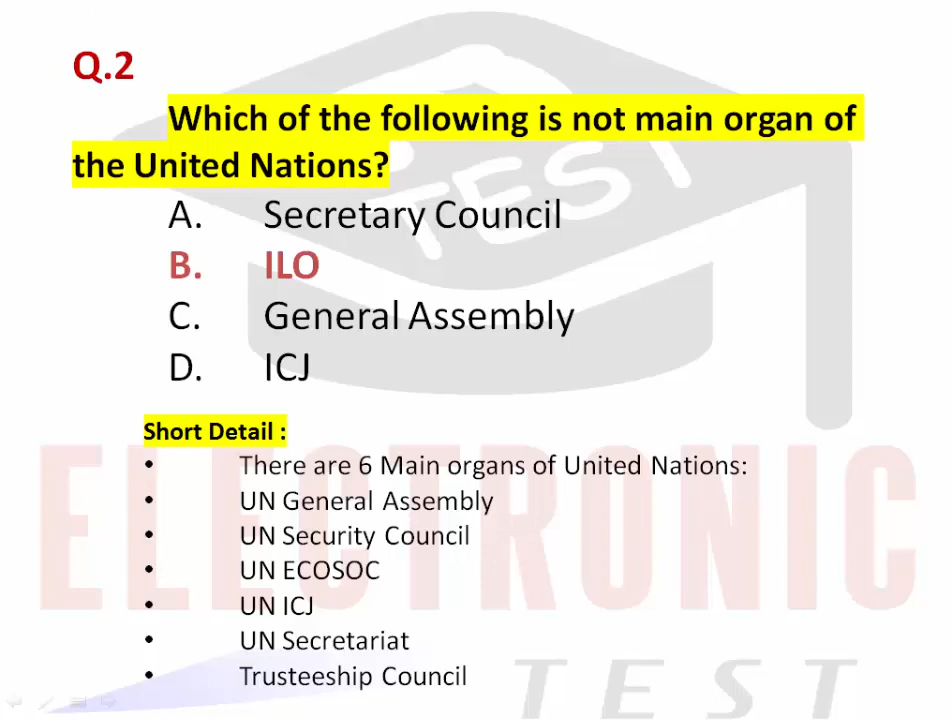 Q.2
Which of the following is not main organ of
the United Nations?
A. Secretary Council
B. ILO
C. General Assembly
D. ICJ
Short Detail :
• There are 6 Main organs of United Nations:
• UN General Assembly
• UN Security Council
• UN ECOSOC
• UN ICJ
• UN Secretariat
• Trusteeship Council
TEST
ELECTRONIC
TEST